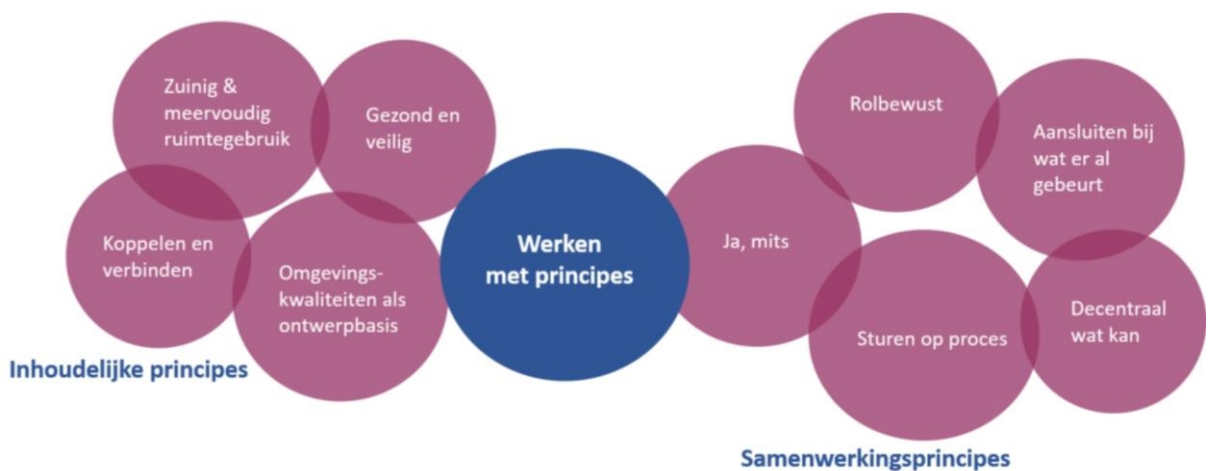 Zuinig &
meervoudig
ruimtegebruik
Gezond en
veilig
Koppelen en
verbinden
Omgevings-
kwaliteiten als
ontwerpbasis
Inhoudelijke principes
Werken
met principes
Ja, mits
Rolbewust
Aansluiten bij
wat er al
gebeurt
Sturen op proces
Decentraal
wat kan
Samenwerkingsprincipes